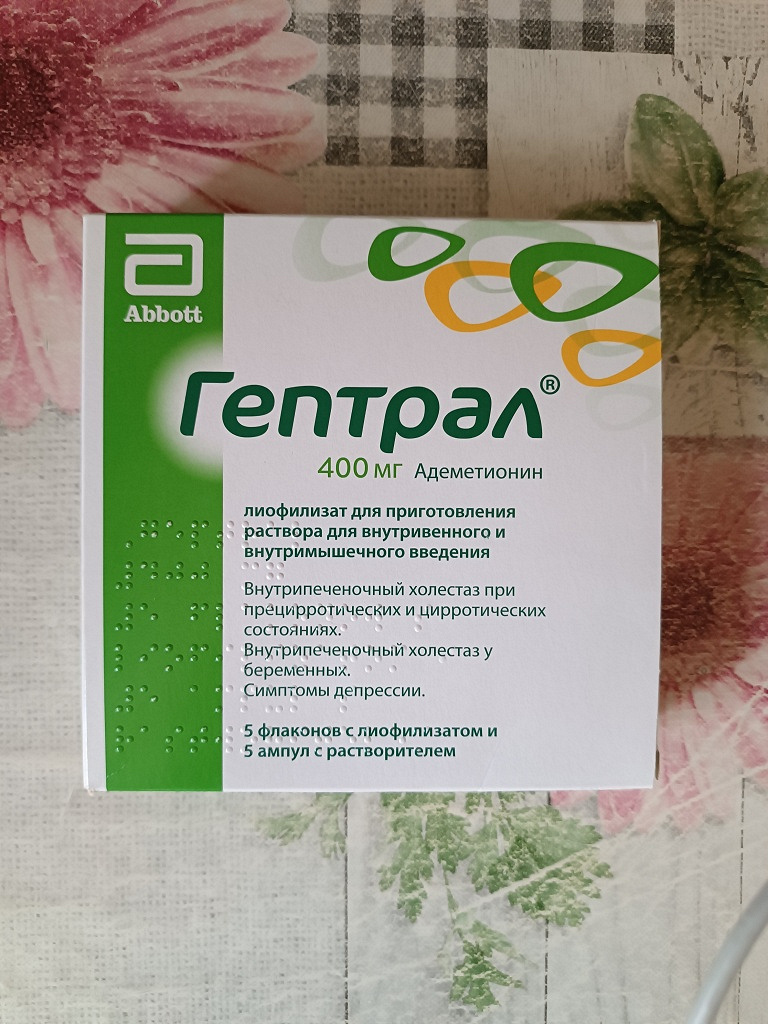 Abbott
Гептрал®
400 мг Адеметионин
лиофилизат для приготовления
раствора для внутривенного и
внутримышечного введения
Внутрипеченочный холестаз при
прецирротических и цирротических
состояниях.
Внутрипеченочный холестаз у
беременных.
Симптомы депрессии.
5 флаконов с лиофилизатом и
5 ампул с растворителем